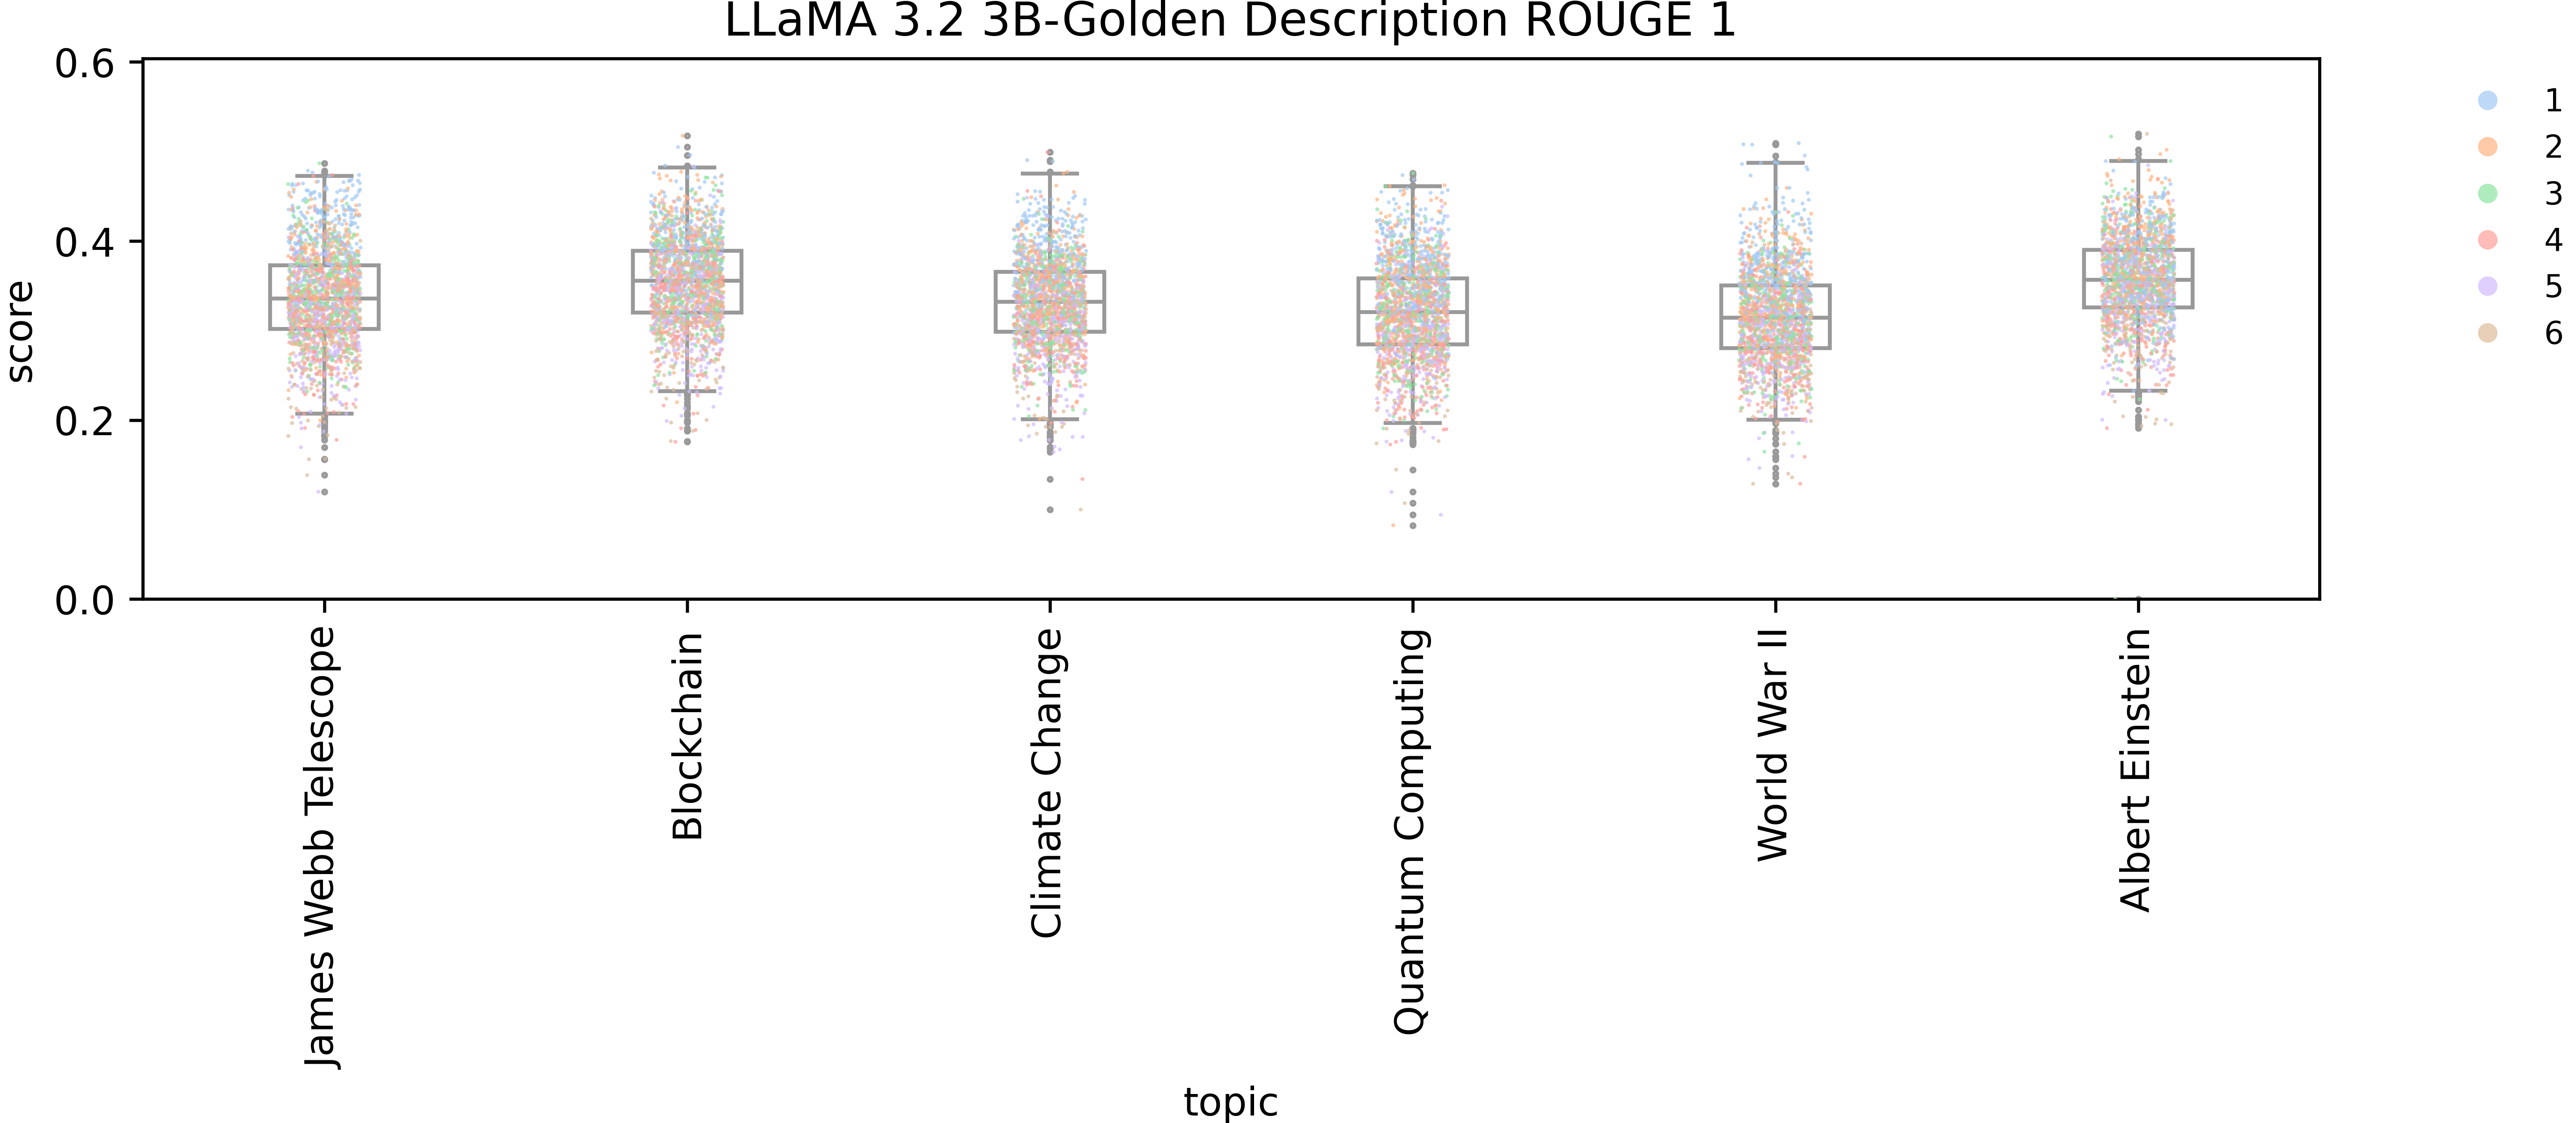 LLaMA 3.2 3B-Golden Description ROUGE 1
0.6
0.4
0.2
0.0
score
James Webb Telescope
Blockchain
Climate Change
Quantum Computing
World War II
Albert Einstein
topic
1
2
3
4
5
6